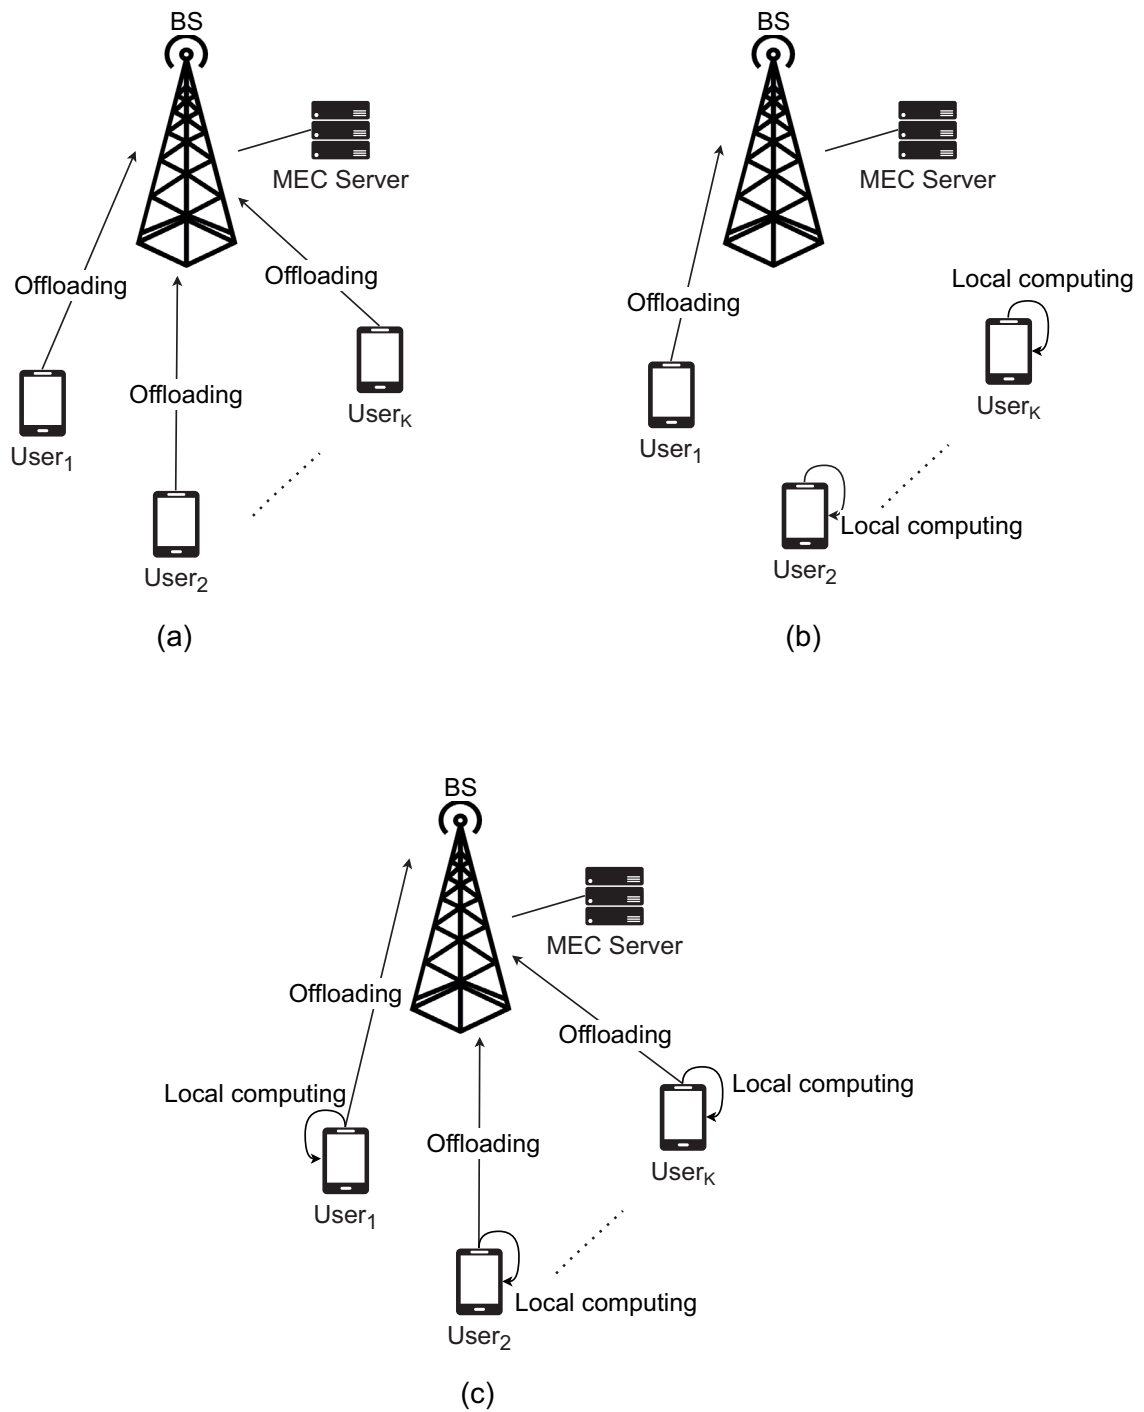 BS
MEC Server
Offloading
Offloading
Offloading
User1
User2
UserK
(a)
BS
MEC Server
Offloading
Local computing
User1
UserK
Local computing
User2
(b)
BS
MEC Server
Offloading
Offloading
Local computing
Local computing
Offloading
UserK
User1
Local computing
User2
(c)